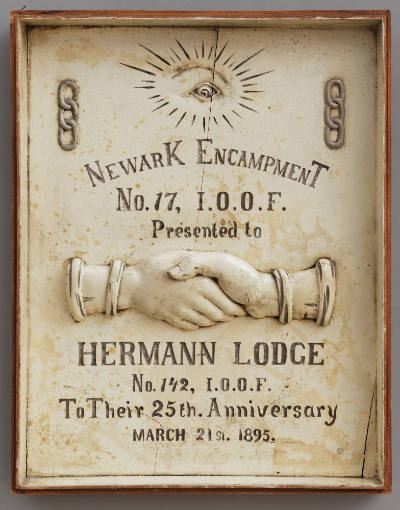 NEWARK ENCAMPMENT
No. 17, I.O.O.F.
Presented to
HERMANN LODGE
No. 142, I.O.O.F.
To Their 25th. Anniversary
MARCH 21st. 1895.